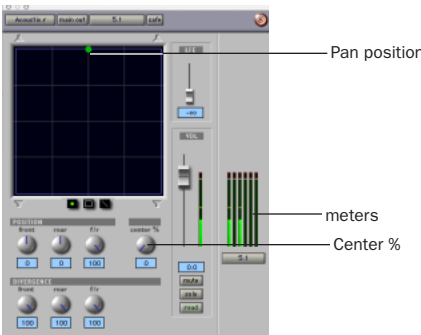 Acoustic.r main out 5.1 safe
LFE
Pan position
-∞
VOL
meters
POSITION
front rear f/r center %
Center %
0 0 100 0
0.0
5.1
DIVERGENCE
front rear f/r
mute
solo
read
100 100 100